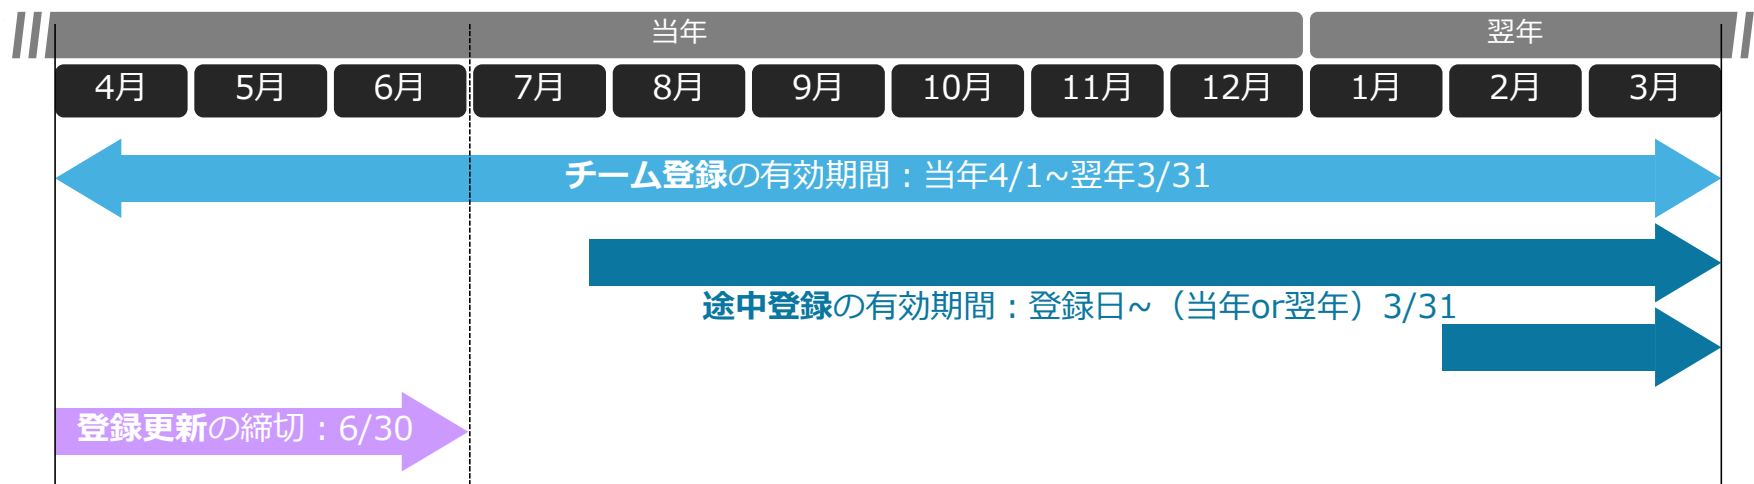 当年 翌年
4月 5月 6月 7月 8月 9月 10月 11月 12月 1月 2月 3月
チーム登録の有効期間：当年4/1~翌年3/31
途中登録の有効期間：登録日~（当年or翌年）3/31
登録更新の締切：6/30